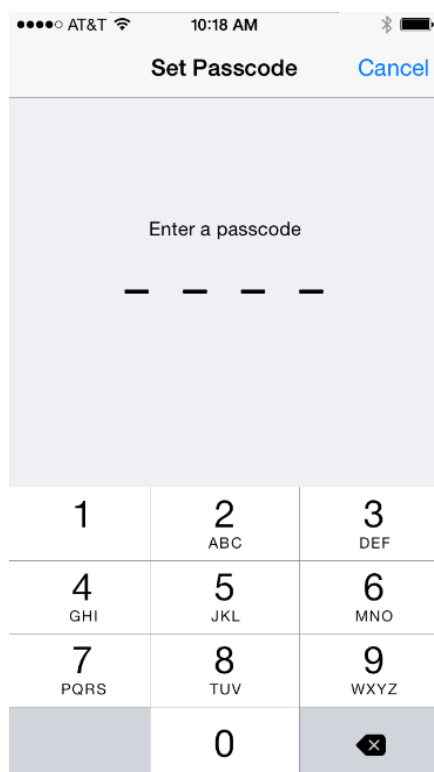 AT&T 10:18 AM
Set Passcode Cancel
Enter a passcode
1 2 3
ABC DEF
4 5 6
GHI JKL MNO
7 8 9
PQRS TUV WXYZ
0